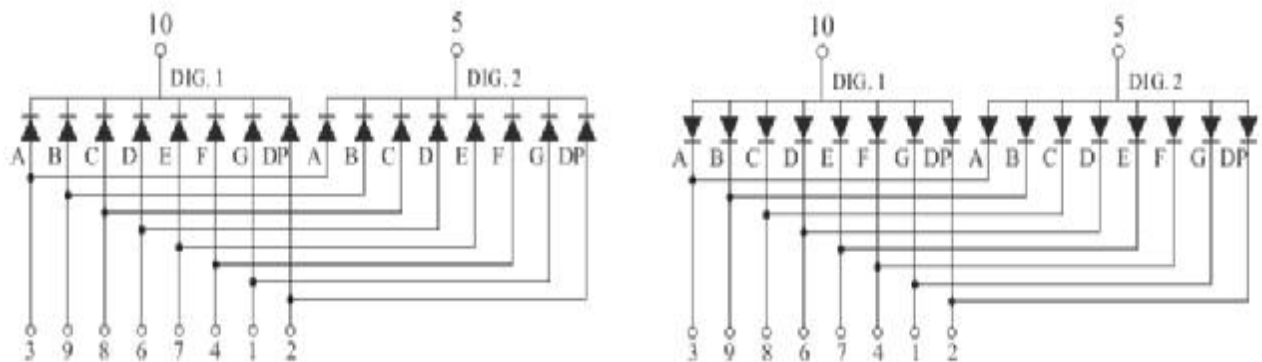 10 5
DIG. 1 DIG. 2
A B C D E F G DP A B C D E F G DP
3 9 8 6 7 4 1 2
10 5
DIG. 1 DIG. 2
A B C D E F G DP A B C D E F G DP
3 9 8 6 7 4 1 2